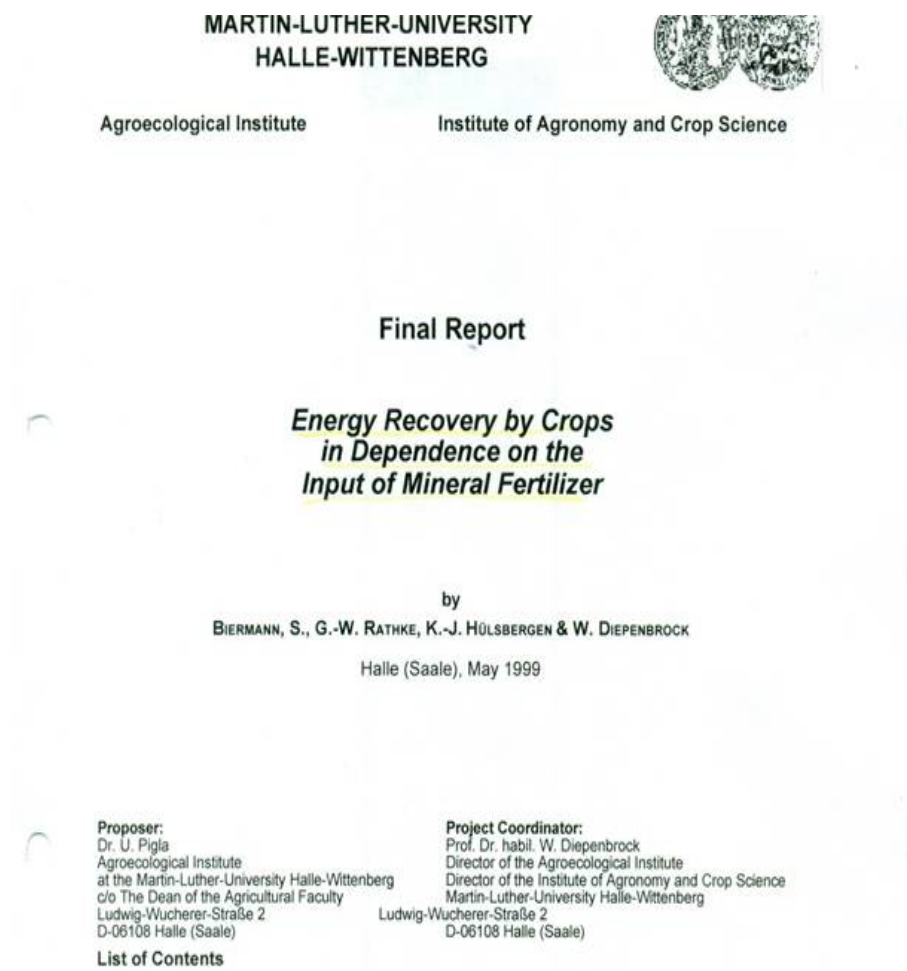 MARTIN-LUTHER-UNIVERSITY
HALLE-WITTENBERG
Agroecological Institute
Institute of Agronomy and Crop Science
Final Report
Energy Recovery by Crops
in Dependence on the
Input of Mineral Fertilizer
by
BIERMANN, S., G.-W. RATHKE, K.-J. HÜLSBERGEN & W. DIEPENBROCK
Halle (Saale), May 1999
Proposer:
Dr. U. Pigla
Agroecological Institute
at the Martin-Luther-University Halle-Wittenberg
c/o The Dean of the Agricultural Faculty
Ludwig-Wucherer-Straße 2
D-06108 Halle (Saale)
Project Coordinator:
Prof. Dr. habil. W. Diepenbrock
Director of the Agroecological Institute
Director of the Institute of Agronomy and Crop Science
Martin-Luther-University Halle-Wittenberg
Ludwig-Wucherer-Straße 2
D-06108 Halle (Saale)
List of Contents